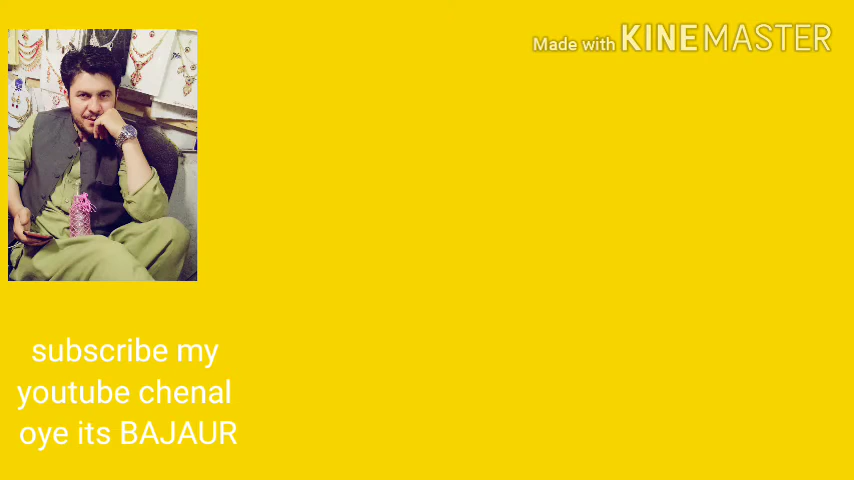 Made with KINEMASTER
subscribe my
youtube chenal
oye its BAJAUR